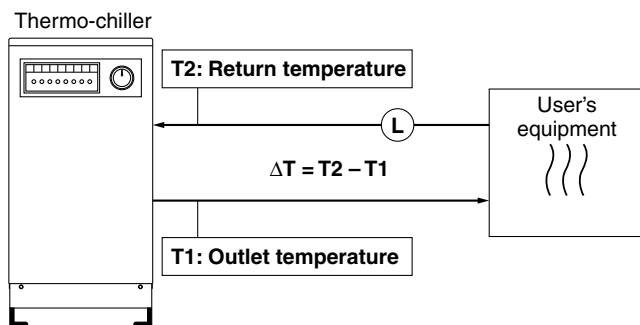 Thermo-chiller
T2: Return temperature
L
User's
equipment
ΔT = T2 – T1
T1: Outlet temperature